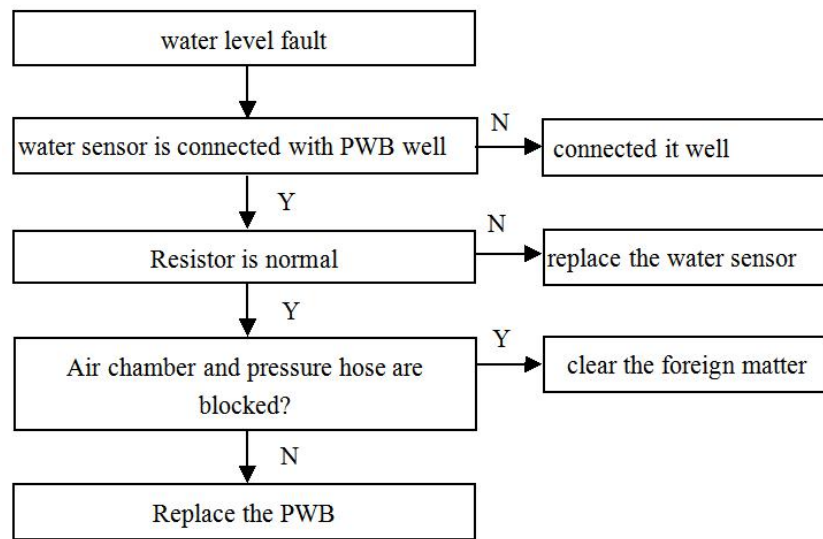 water level fault
water sensor is connected with PWB well
N
connected it well
Y
Resistor is normal
N
replace the water sensor
Y
Air chamber and pressure hose are
blocked?
Y
clear the foreign matter
N
Replace the PWB